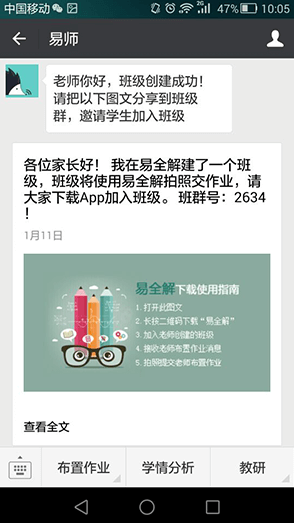 中国移动
2G
47%
10:05
易师
老师你好，班级创建成功！
请把以下图文分享到班级
群，邀请学生加入班级
各位家长好！ 我在易全解建了一个班
级，班级将使用易全解拍照交作业，请
大家下载App加入班级。班群号：2634
！
1月11日
易全解下载使用指南
1.打开此图文
2.长按二维码下载“易全解”
3.加入老师创建的班级
4.接收老师布置作业消息
5.拍照提交老师布置作业
查看全文
布置作业
学情分析
教研